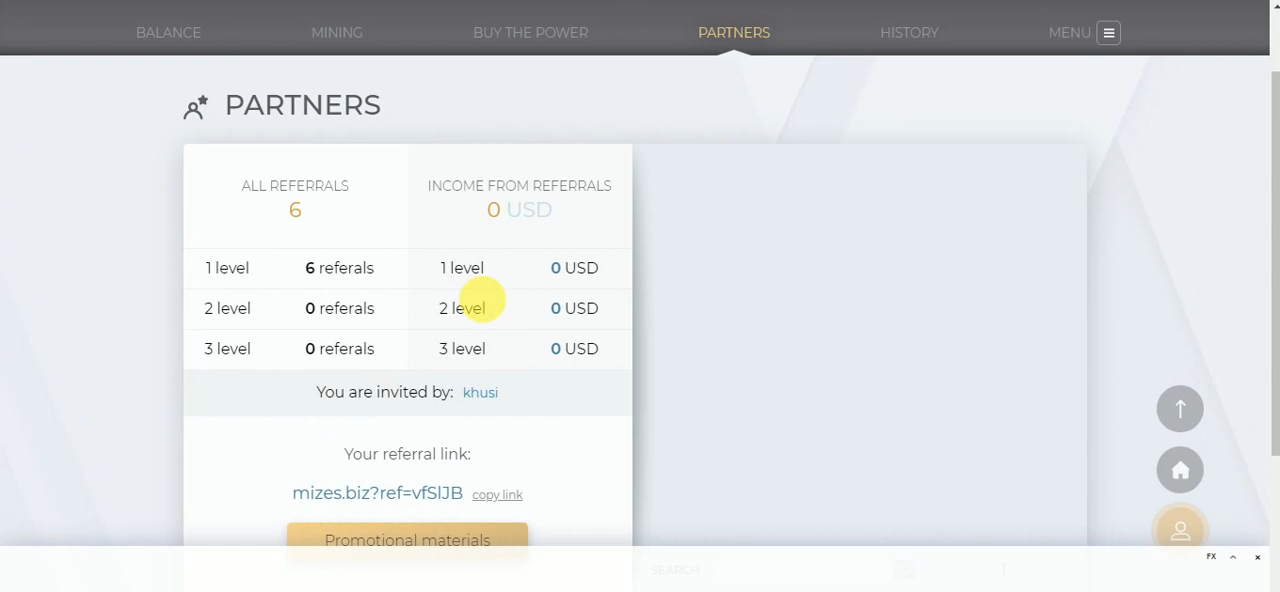 BALANCE MINING BUY THE POWER PARTNERS HISTORY MENU
PARTNERS
ALL REFERRALS INCOME FROM REFERRALS
6 0 USD
1 level 6 referals 1 level 0 USD
2 level 0 referals 2 level 0 USD
3 level 0 referals 3 level 0 USD
You are invited by: khusi
Your referral link:
mizes.biz?ref=vfSlJB copy link
Promotional materials
FX
SEARCH